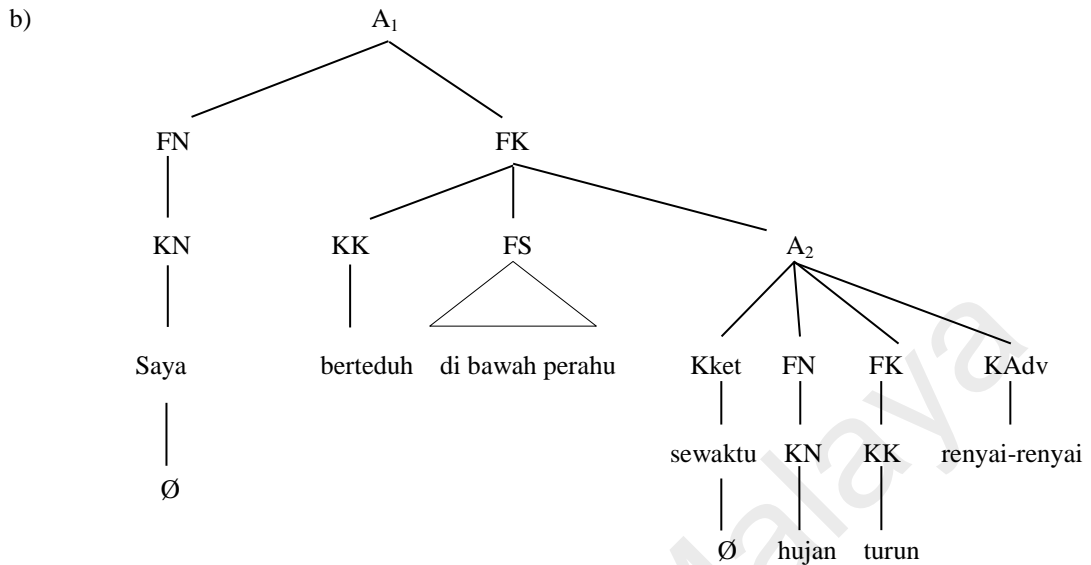 b) A₁
FN FK
KN KK FS A₂
Saya berteduh di bawah perahu Kket FN FK KAdv
sewaktu KN KK renyai-renyai
Ø
Ø hujan turun
Malaya